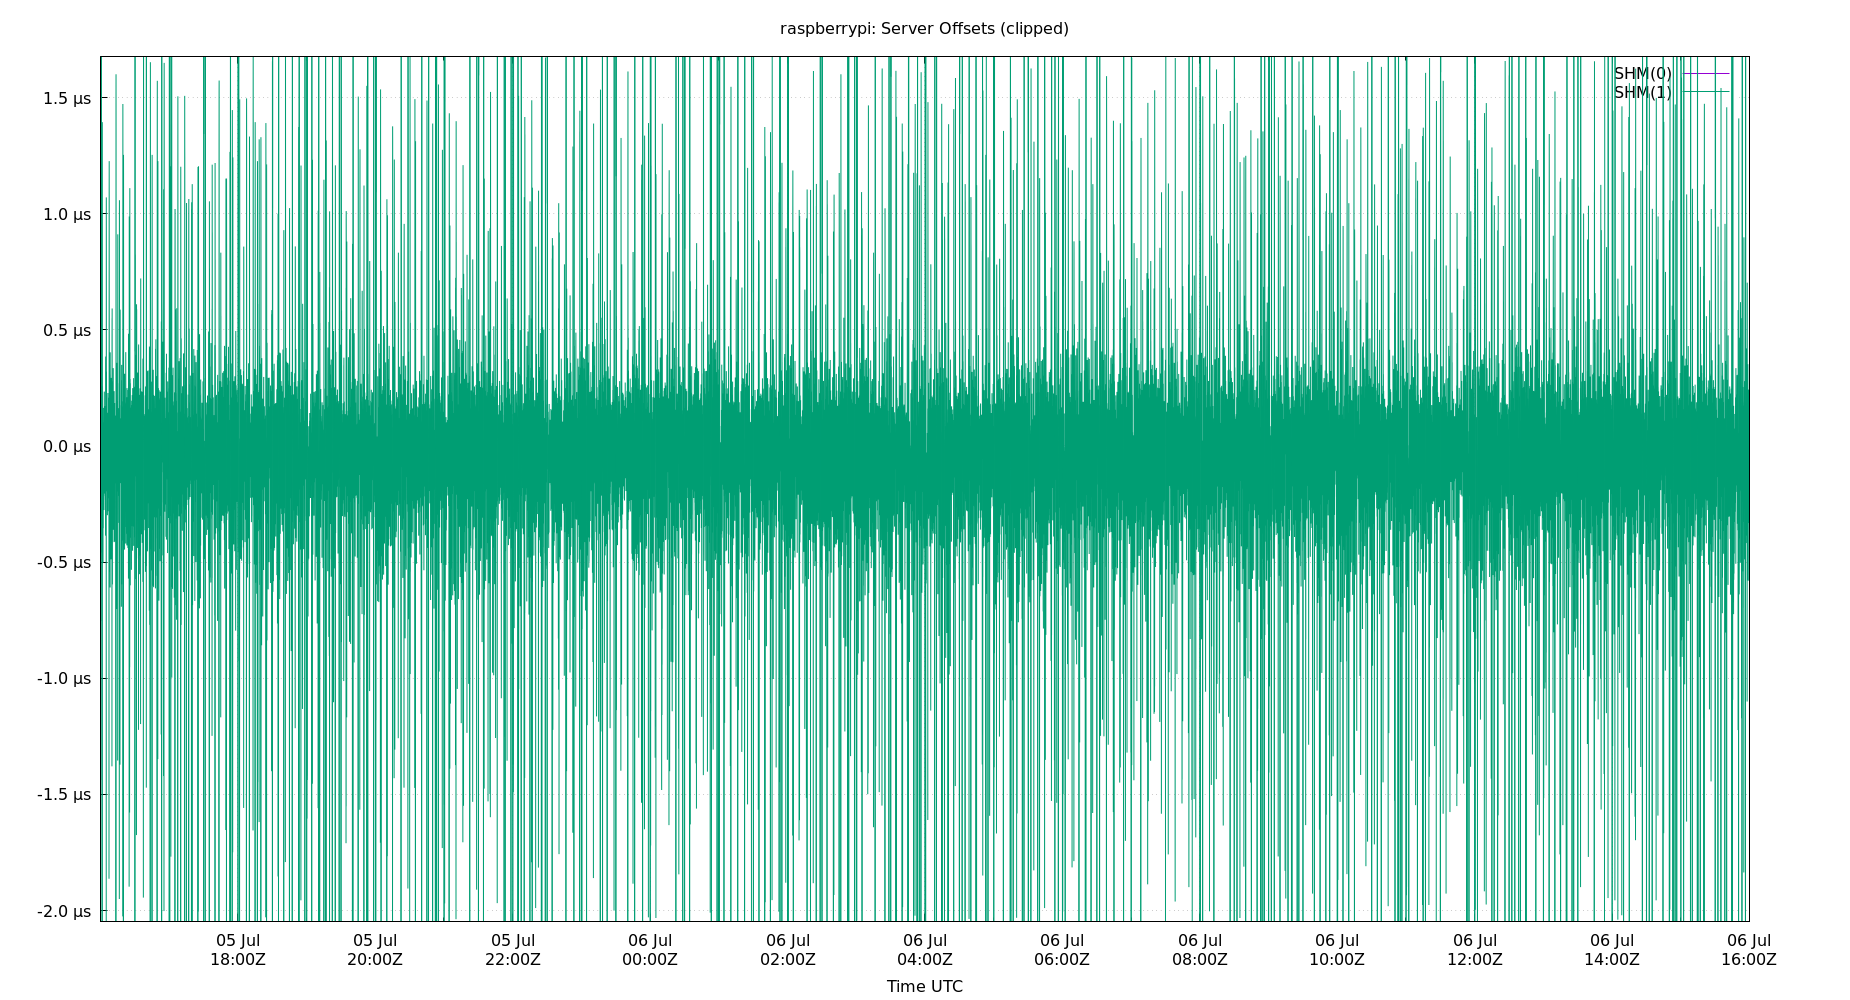 raspberrypi: Server Offsets (clipped)
SHM(0)
SHM(1)
1.5 μs
1.0 μs
0.5 μs
0.0 μs
-0.5 μs
-1.0 μs
-1.5 μs
-2.0 μs
05 Jul 05 Jul 05 Jul 06 Jul 06 Jul 06 Jul 06 Jul 06 Jul 06 Jul 06 Jul 06 Jul 06 Jul
18:00Z 20:00Z 22:00Z 00:00Z 02:00Z 04:00Z 06:00Z 08:00Z 10:00Z 12:00Z 14:00Z 16:00Z
Time UTC